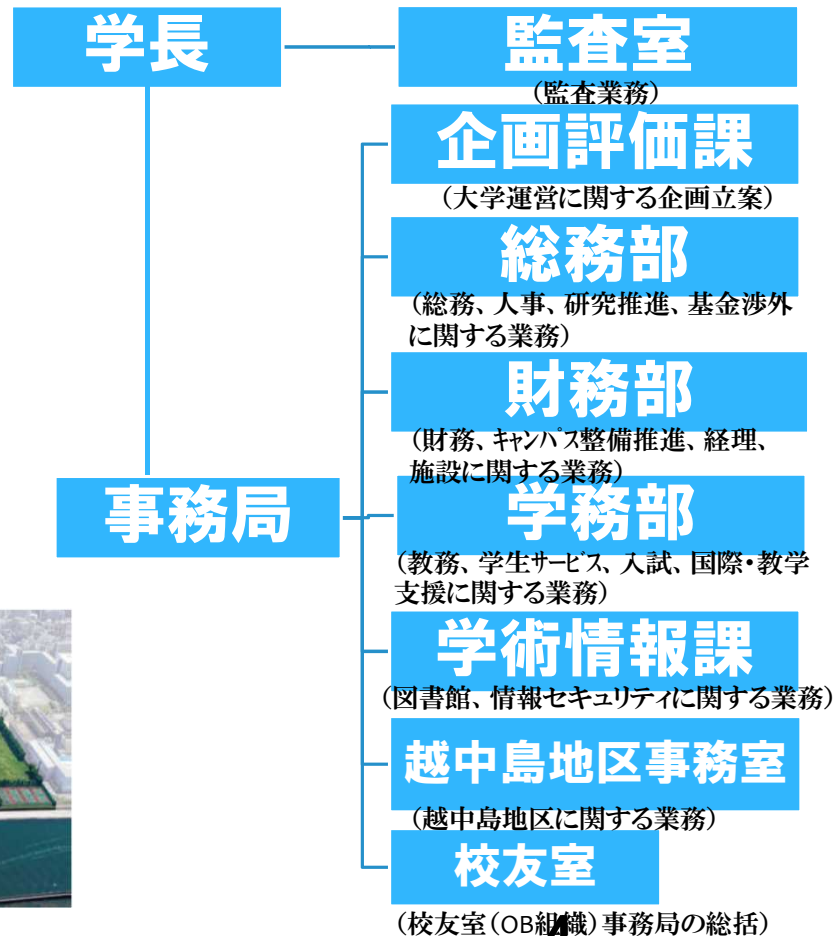 学長
監査室
（監査業務）
企画評価課
（大学運営に関する企画立案）
総務部
（総務、人事、研究推進、基金渉外
に関する業務）
財務部
（財務、キャンパス整備推進、経理、
施設に関する業務）
事務局
学務部
（教務、学生サービス、入試、国際・教学
支援に関する業務）
学術情報課
（図書館、情報セキュリティに関する業務）
越中島地区事務室
（越中島地区に関する業務）
校友室
（校友室（OB組織）事務局の総括）
4